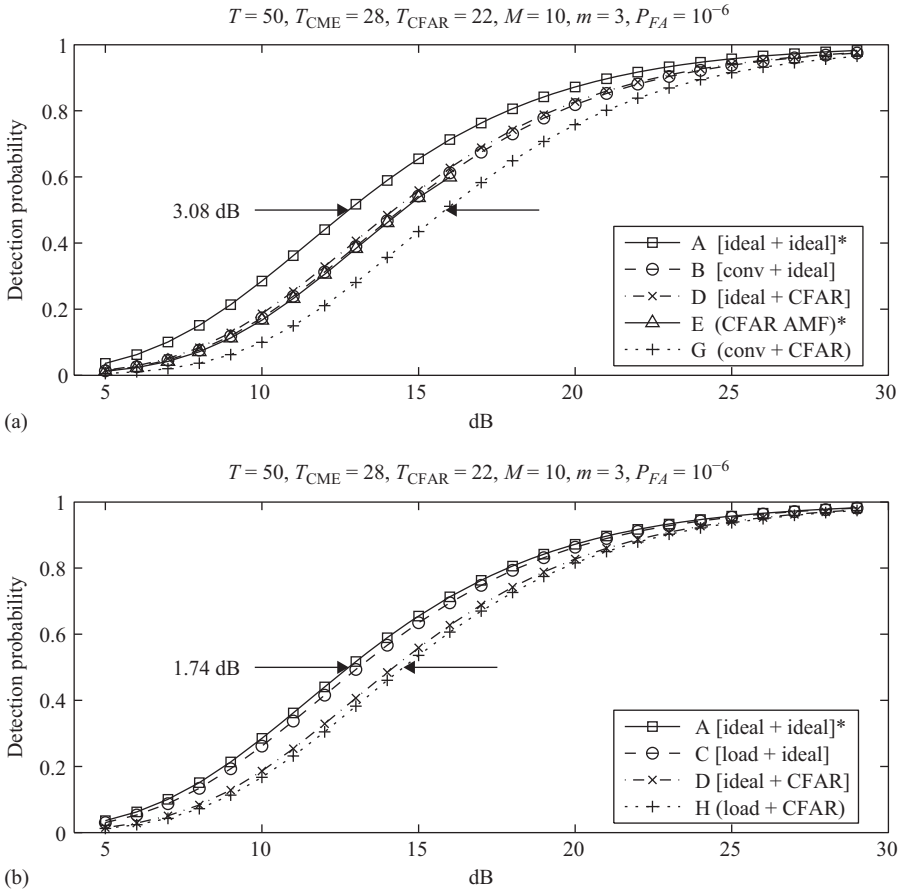 T = 50, T_CME = 28, T_CFAR = 22, M = 10, m = 3, P_FA = 10⁻⁶
1
0.8
0.6
0.4
0.2
0
Detection probability
3.08 dB
A [ideal + ideal]*
B [conv + ideal]
D [ideal + CFAR]
E (CFAR AMF)*
G (conv + CFAR)
5 10 15 20 25 30
dB
(a)
T = 50, T_CME = 28, T_CFAR = 22, M = 10, m = 3, P_FA = 10⁻⁶
1
0.8
0.6
0.4
0.2
0
Detection probability
1.74 dB
A [ideal + ideal]*
C [load + ideal]
D [ideal + CFAR]
H (load + CFAR)
5 10 15 20 25 30
dB
(b)